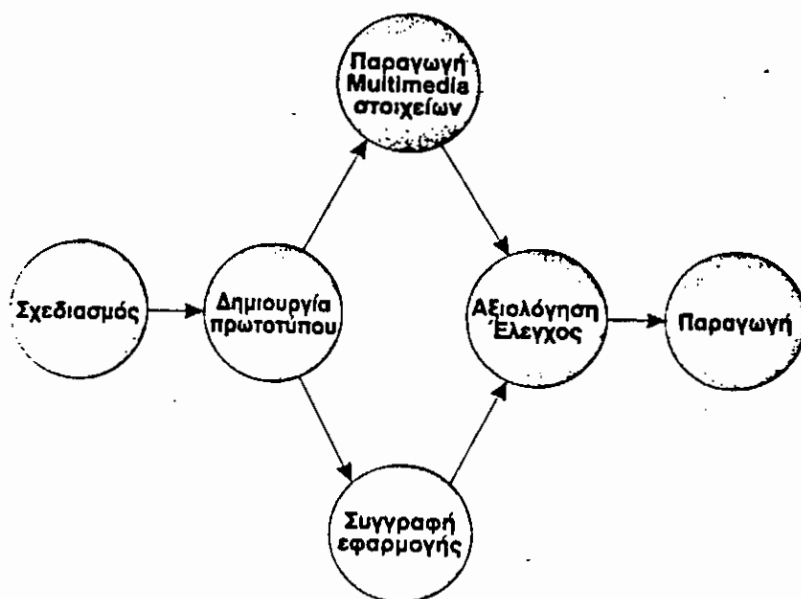 Παραγωγή
Multimedia
στοιχείων
Σχεδιασμός
Δημιουργία
πρωτοτύπου
Αξιολόγηση
Έλεγχος
Παραγωγή
Συγγραφή
εφαρμογής